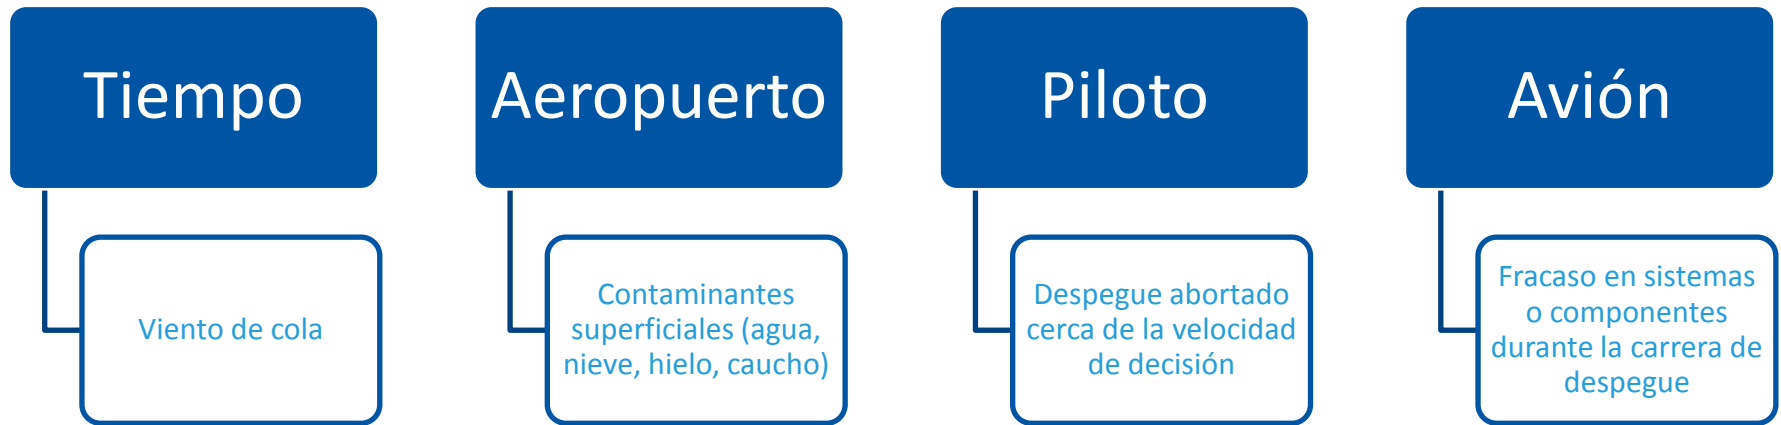 Tiempo
Viento de cola
Aeropuerto
Contaminantes
superficiales (agua,
nieve, hielo, caucho)
Piloto
Despegue abortado
cerca de la velocidad
de decisión
Avión
Fracaso en sistemas
o componentes
durante la carrera de
despegue